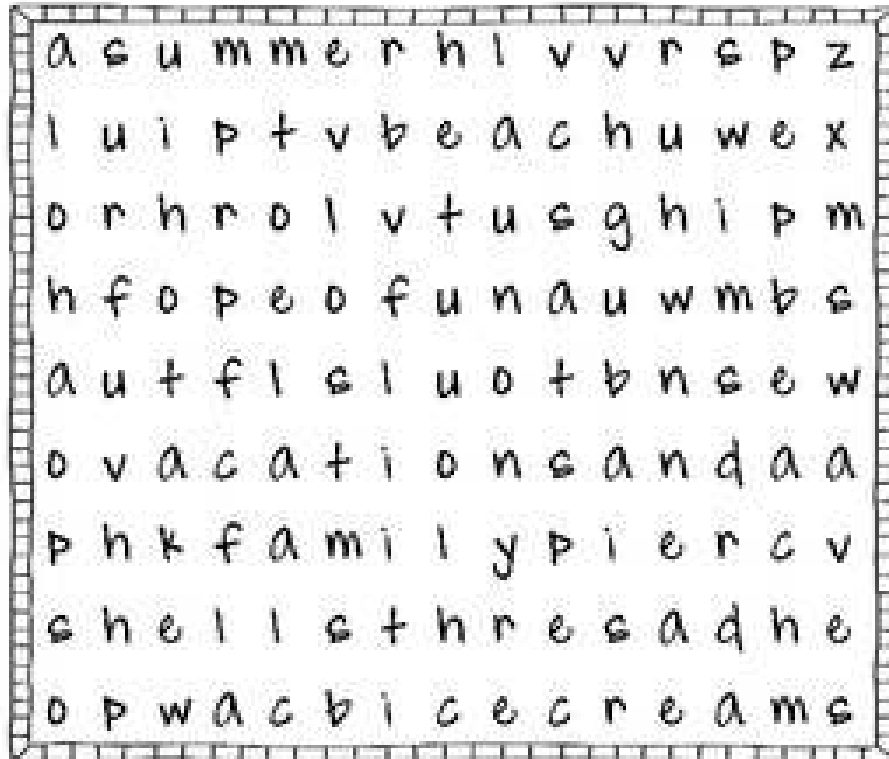 a s u m m e r h l v v r s p z
l u i p t v b e a c h u w e x
o r h r o l v t u s g h i p m
h f o p e o f u n a u w m b s
a u t f l s l u o t b n s e w
o v a c a t i o n s a n d a a
p h k f a m i l y p i e r c v
s h e l l s t h r e s a d h e
o p w a c b i c e c r e a m s